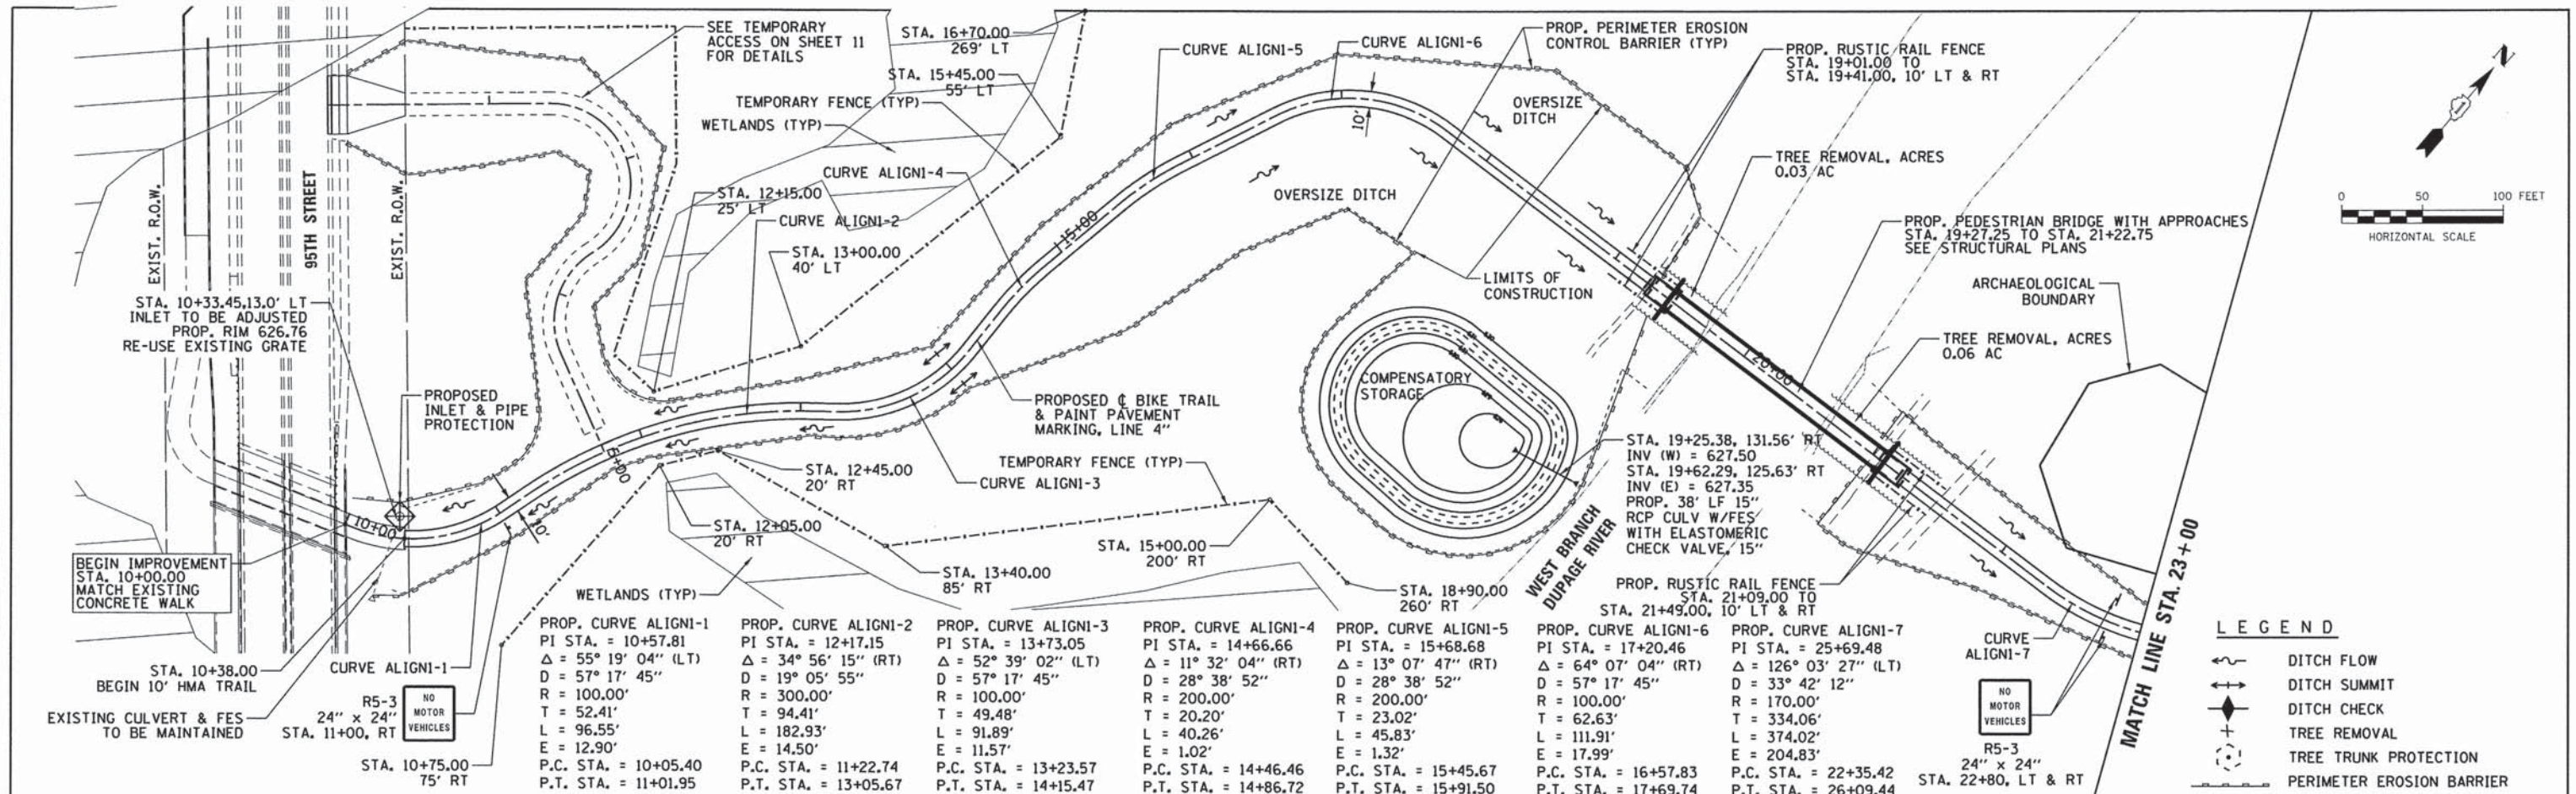 SEE TEMPORARY
ACCESS ON SHEET 11
FOR DETAILS
STA. 16+70.00
269' LT
STA. 15+45.00
55' LT
TEMPORARY FENCE (TYP)
WETLANDS (TYP)
CURVE ALIGN1-4
CURVE ALIGN1-5
CURVE ALIGN1-6
PROP. PERIMETER EROSION
CONTROL BARRIER (TYP)
PROP. RUSTIC RAIL FENCE
STA. 19+01.00 TO
STA. 19+41.00, 10' LT & RT
OVERSIZE
DITCH
10'
TREE REMOVAL, ACRES
0.03 AC
N
0 50 100 FEET
HORIZONTAL SCALE
EXIST. R.O.W.
95TH STREET
EXIST. R.O.W.
STA. 12+15.00
25' LT
CURVE ALIGN1-2
STA. 13+00.00
40' LT
15+00
OVERSIZE DITCH
LIMITS OF
CONSTRUCTION
PROP. PEDESTRIAN BRIDGE WITH APPROACHES
STA. 19+27.25 TO STA. 21+22.75
SEE STRUCTURAL PLANS
ARCHAEOLOGICAL
BOUNDARY
TREE REMOVAL, ACRES
0.06 AC
20+00
STA. 10+33.45,13.0' LT
INLET TO BE ADJUSTED
PROP. RIM 626.76
RE-USE EXISTING GRATE
PROPOSED
INLET & PIPE
PROTECTION
PROPOSED ℄ BIKE TRAIL
& PAINT PAVEMENT
MARKING, LINE 4"
COMPENSATORY
STORAGE
STA. 12+45.00
20' RT
TEMPORARY FENCE (TYP)
CURVE ALIGN1-3
STA. 19+25.38, 131.56' RT
INV (W) = 627.50
STA. 19+62.29, 125.63' RT
INV (E) = 627.35
PROP. 38' LF 15"
RCP CULV W/FES
WITH ELASTOMERIC
CHECK VALVE, 15"
WEST BRANCH
DUPAGE RIVER
10+00
10'
STA. 12+05.00
20' RT
STA. 15+00.00
200' RT
STA. 13+40.00
85' RT
STA. 18+90.00
260' RT
WETLANDS (TYP)
BEGIN IMPROVEMENT
STA. 10+00.00
MATCH EXISTING
CONCRETE WALK
PROP. RUSTIC RAIL FENCE
STA. 21+09.00 TO
STA. 21+49.00, 10' LT & RT
CURVE
ALIGN1-7
MATCH LINE STA. 23+00
STA. 10+38.00
BEGIN 10' HMA TRAIL
CURVE ALIGN1-1
EXISTING CULVERT & FES
TO BE MAINTAINED
R5-3
24" x 24"
STA. 11+00, RT
NO
MOTOR
VEHICLES
STA. 10+75.00
75' RT
PROP. CURVE ALIGN1-1
PI STA. = 10+57.81
Δ = 55° 19' 04" (LT)
D = 57° 17' 45"
R = 100.00'
T = 52.41'
L = 96.55'
E = 12.90'
P.C. STA. = 10+05.40
P.T. STA. = 11+01.95
PROP. CURVE ALIGN1-2
PI STA. = 12+17.15
Δ = 34° 56' 15" (RT)
D = 19° 05' 55"
R = 300.00'
T = 94.41'
L = 182.93'
E = 14.50'
P.C. STA. = 11+22.74
P.T. STA. = 13+05.67
PROP. CURVE ALIGN1-3
PI STA. = 13+73.05
Δ = 52° 39' 02" (LT)
D = 57° 17' 45"
R = 100.00'
T = 49.48'
L = 91.89'
E = 11.57'
P.C. STA. = 13+23.57
P.T. STA. = 14+15.47
PROP. CURVE ALIGN1-4
PI STA. = 14+66.66
Δ = 11° 32' 04" (RT)
D = 28° 38' 52"
R = 200.00'
T = 20.20'
L = 40.26'
E = 1.02'
P.C. STA. = 14+46.46
P.T. STA. = 14+86.72
PROP. CURVE ALIGN1-5
PI STA. = 15+68.68
Δ = 13° 07' 47" (RT)
D = 28° 38' 52"
R = 200.00'
T = 23.02'
L = 45.83'
E = 1.32'
P.C. STA. = 15+45.67
P.T. STA. = 15+91.50
PROP. CURVE ALIGN1-6
PI STA. = 17+20.46
Δ = 64° 07' 04" (RT)
D = 57° 17' 45"
R = 100.00'
T = 62.63'
L = 111.91'
E = 17.99'
P.C. STA. = 16+57.83
P.T. STA. = 17+69.74
PROP. CURVE ALIGN1-7
PI STA. = 25+69.48
Δ = 126° 03' 27" (LT)
D = 33° 42' 12"
R = 170.00'
T = 334.06'
L = 374.02'
E = 204.83'
P.C. STA. = 22+35.42
P.T. STA. = 26+09.44
NO
MOTOR
VEHICLES
R5-3
24" x 24"
STA. 22+80, LT & RT
LEGEND
DITCH FLOW
DITCH SUMMIT
DITCH CHECK
TREE REMOVAL
TREE TRUNK PROTECTION
PERIMETER EROSION BARRIER